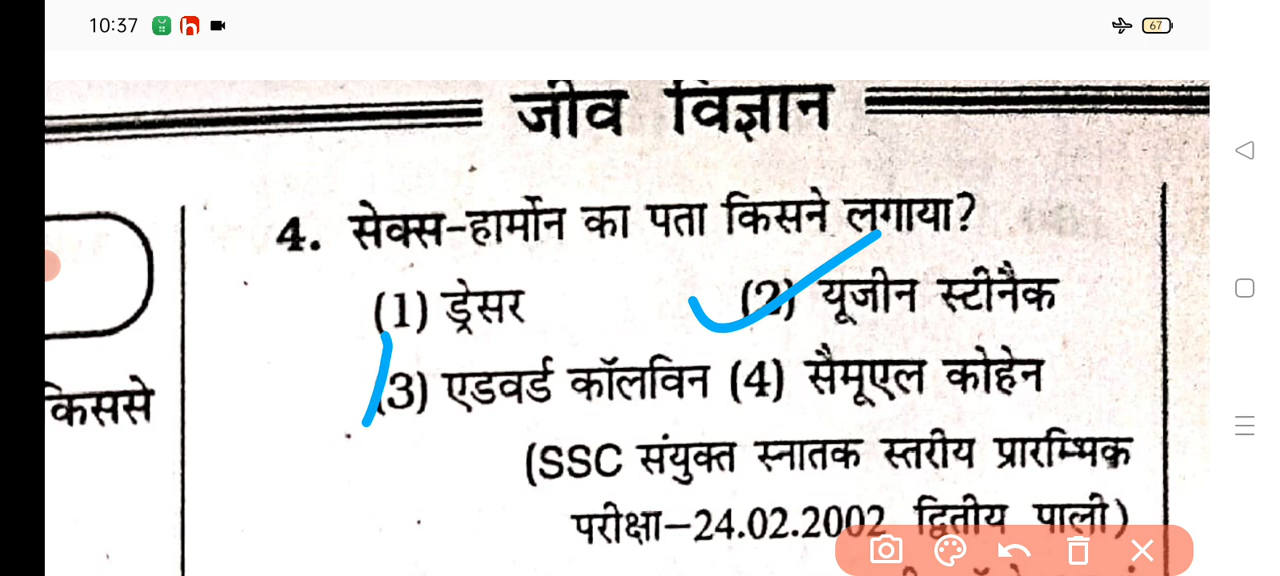 10:37
67
जीव विज्ञान
4. सेक्स-हार्मोन का पता किसने लगाया?
(1) ड्रेसर (2) यूजीन स्टीनैक
किससे
(3) एडवर्ड कॉलविन (4) सैमूएल कोहेन
(SSC संयुक्त स्नातक स्तरीय प्रारम्भिक
परीक्षा–24.02.2002 द्वितीय पाली)